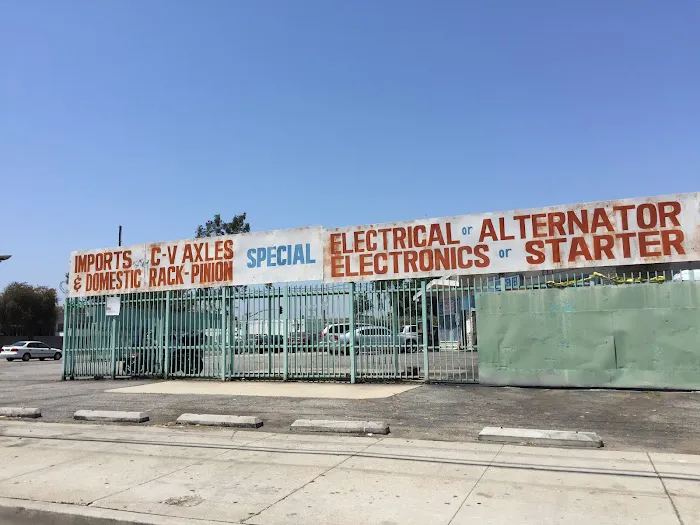 IMPORTS
& DOMESTIC
C-V AXLES
RACK-PINION
SPECIAL
ELECTRICAL or ALTERNATOR
ELECTRONICS or STARTER